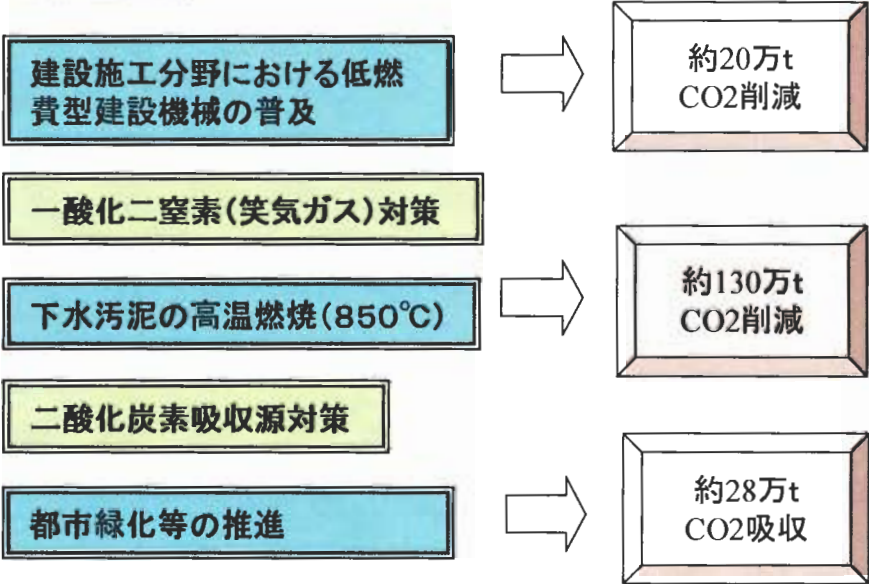 建設施工分野における低燃
費型建設機械の普及
約20万t
CO2削減
一酸化二窒素(笑気ガス)対策
下水汚泥の高温燃焼(850℃)
約130万t
CO2削減
二酸化炭素吸収源対策
都市緑化等の推進
約28万t
CO2吸収